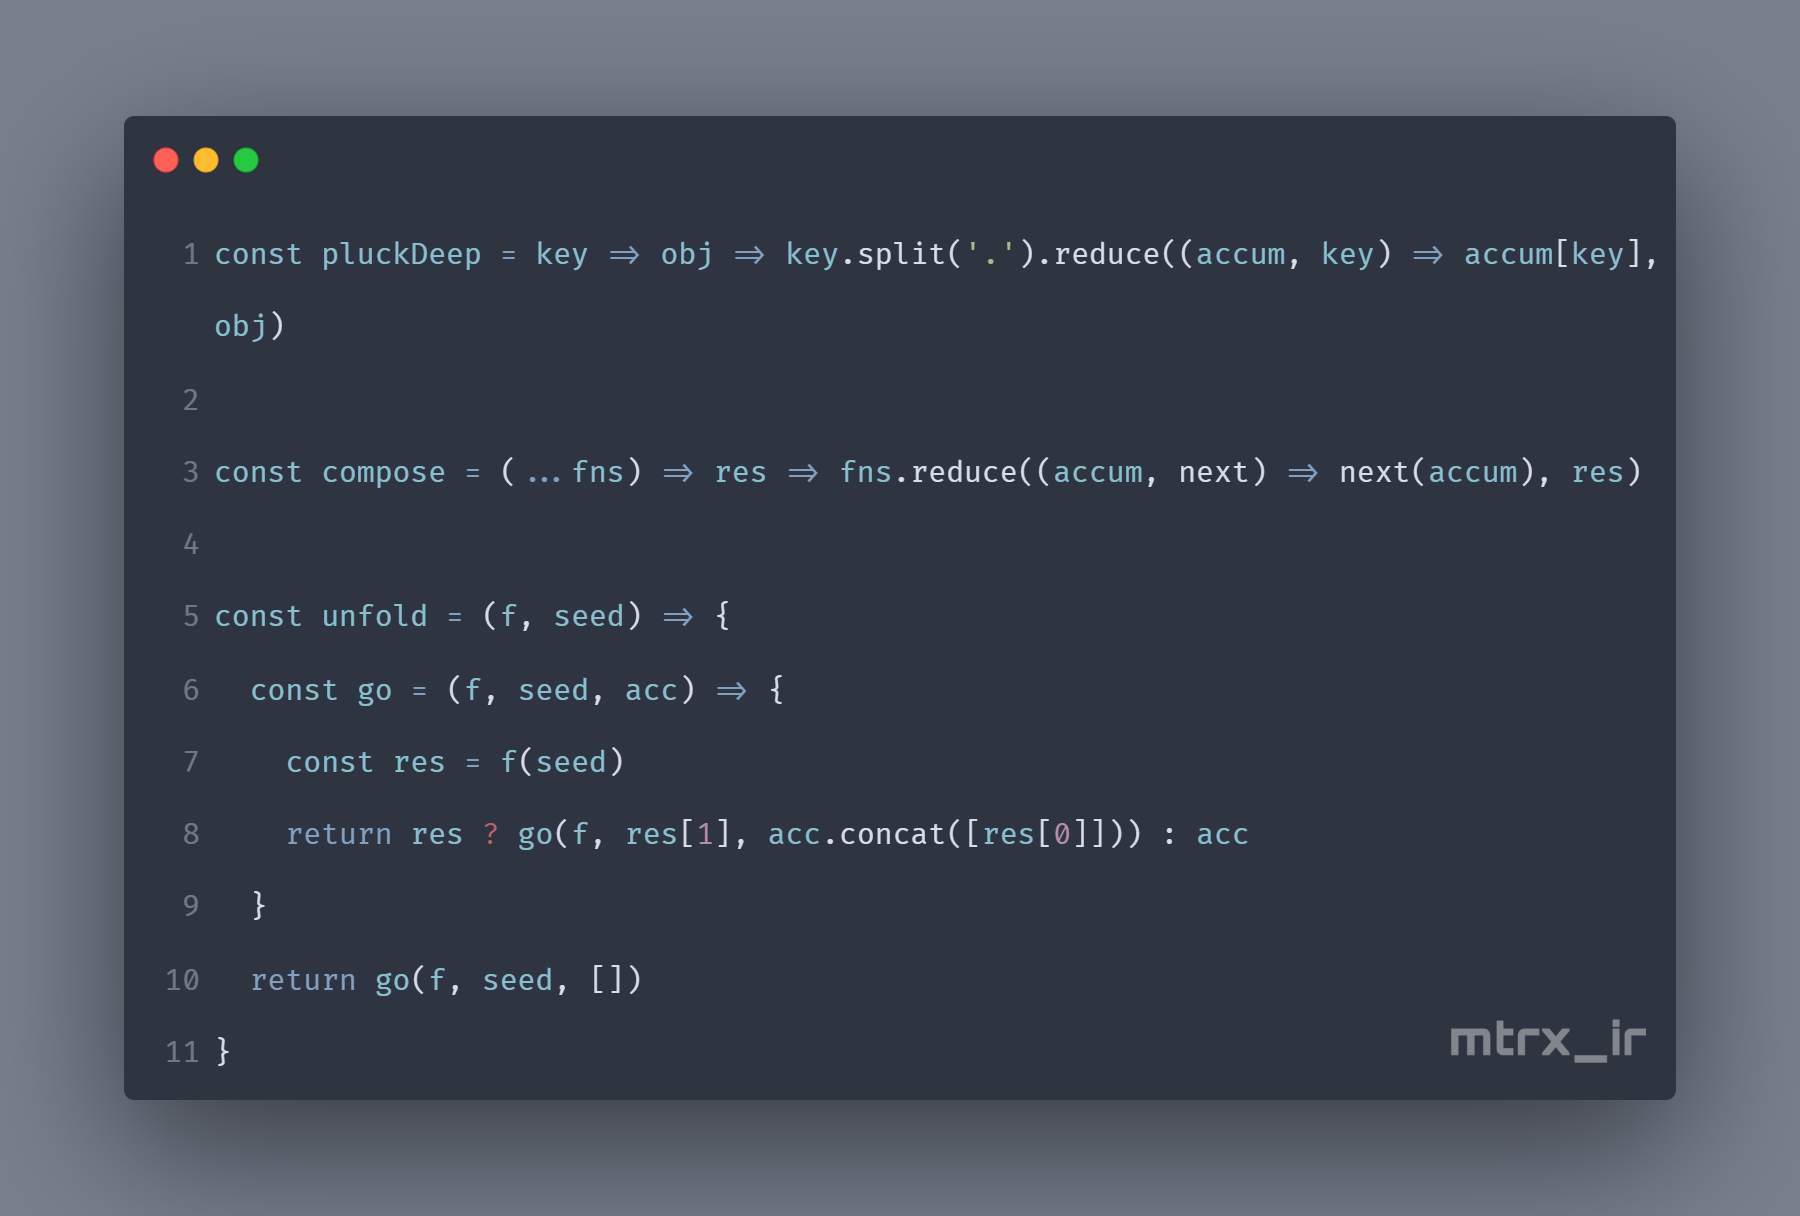 1 const pluckDeep = key => obj => key.split('.').reduce((accum, key) => accum[key],
obj)
2
3 const compose = (...fns) => res => fns.reduce((accum, next) => next(accum), res)
4
5 const unfold = (f, seed) => {
6   const go = (f, seed, acc) => {
7     const res = f(seed)
8     return res ? go(f, res[1], acc.concat([res[0]])) : acc
9   }
10   return go(f, seed, [])
11 }
mtrx_ir